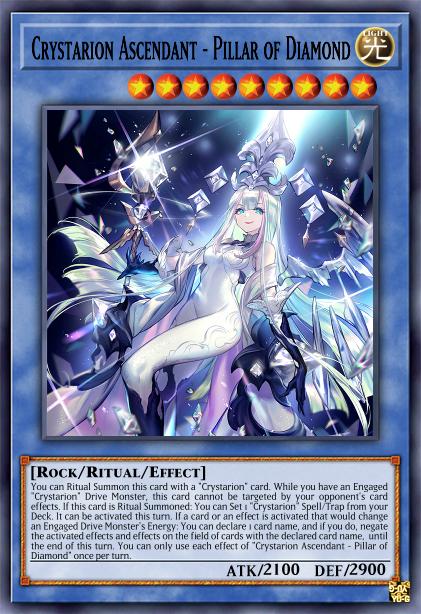 Crystarion Ascendant - Pillar of Diamond
LIGHT
光
[Rock/Ritual/Effect]
You can Ritual Summon this card with a "Crystarion" card. While you have an Engaged
"Crystarion" Drive Monster, this card cannot be targeted by your opponent's card
effects. If this card is Ritual Summoned: You can Set 1 "Crystarion" Spell/Trap from your
Deck. It can be activated this turn. If a card or an effect is activated that would change
an Engaged Drive Monster's Energy: You can declare 1 card name, and if you do, negate
the activated effects and effects on the field of cards with the declared card name, until
the end of this turn. You can only use each effect of "Crystarion Ascendant - Pillar of
Diamond" once per turn.
ATK/2100 DEF/2900